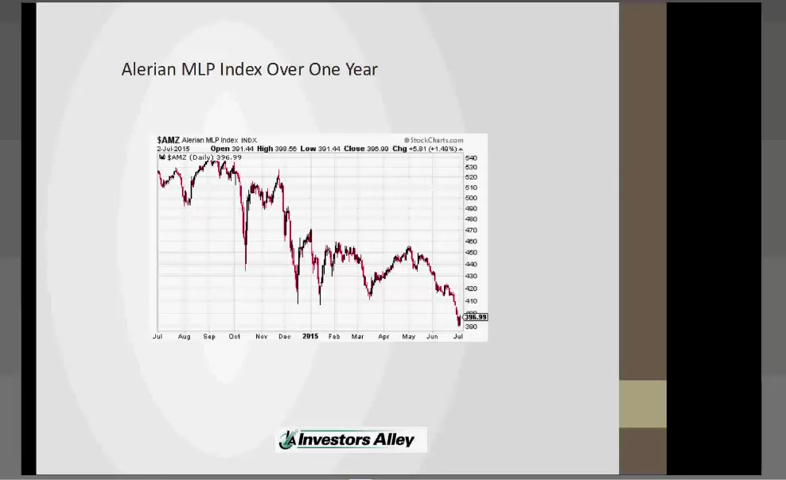 Alerian MLP Index Over One Year
$AMZ Alerian MLP Index INDX
© StockCharts.com
2-Jul-2015
Open 391.44 High 398.56 Low 391.44 Close 396.99 Chg +5.81 (+1.49%)
$AMZ (Daily) 396.99
540
530
520
510
500
490
480
470
460
450
440
430
420
410
396.99
390
Jul Aug Sep Oct Nov Dec 2015 Feb Mar Apr May Jun Jul
Investors Alley